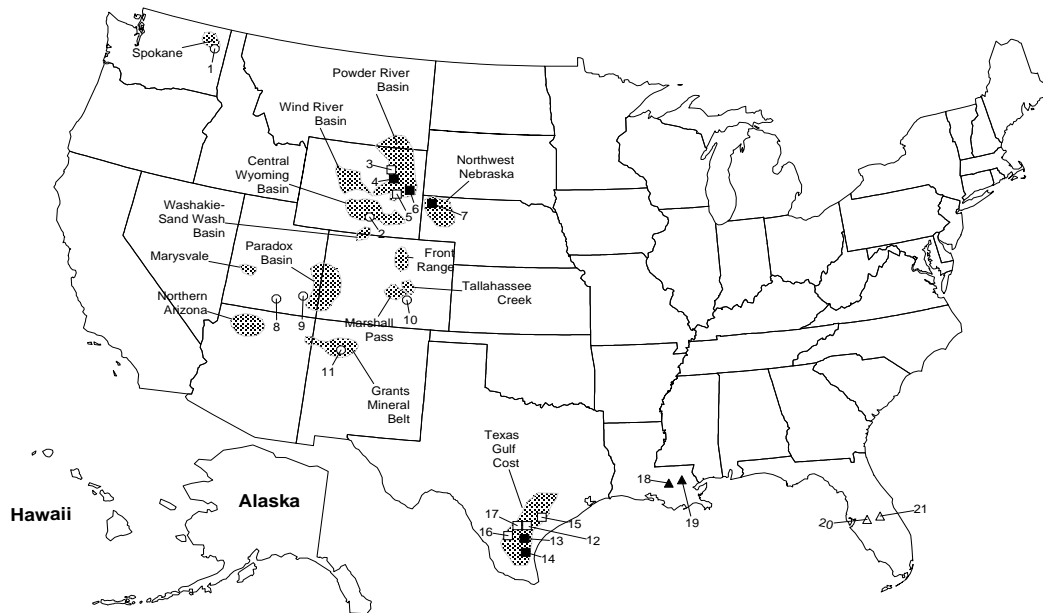 Spokane
1
Powder River
Basin
Wind River
Basin
3
4
Central
Wyoming
Basin
Northwest
Nebraska
7
6
5
2
Washakie-
Sand Wash
Basin
Marysvale
Paradox
Basin
Front
Range
Tallahassee
Creek
Northern
Arizona
8
9
10
Marshall
Pass
11
Grants
Mineral
Belt
Texas
Gulf
Cost
18
19
20
21
17
16
15
12
13
14
Hawaii
Alaska